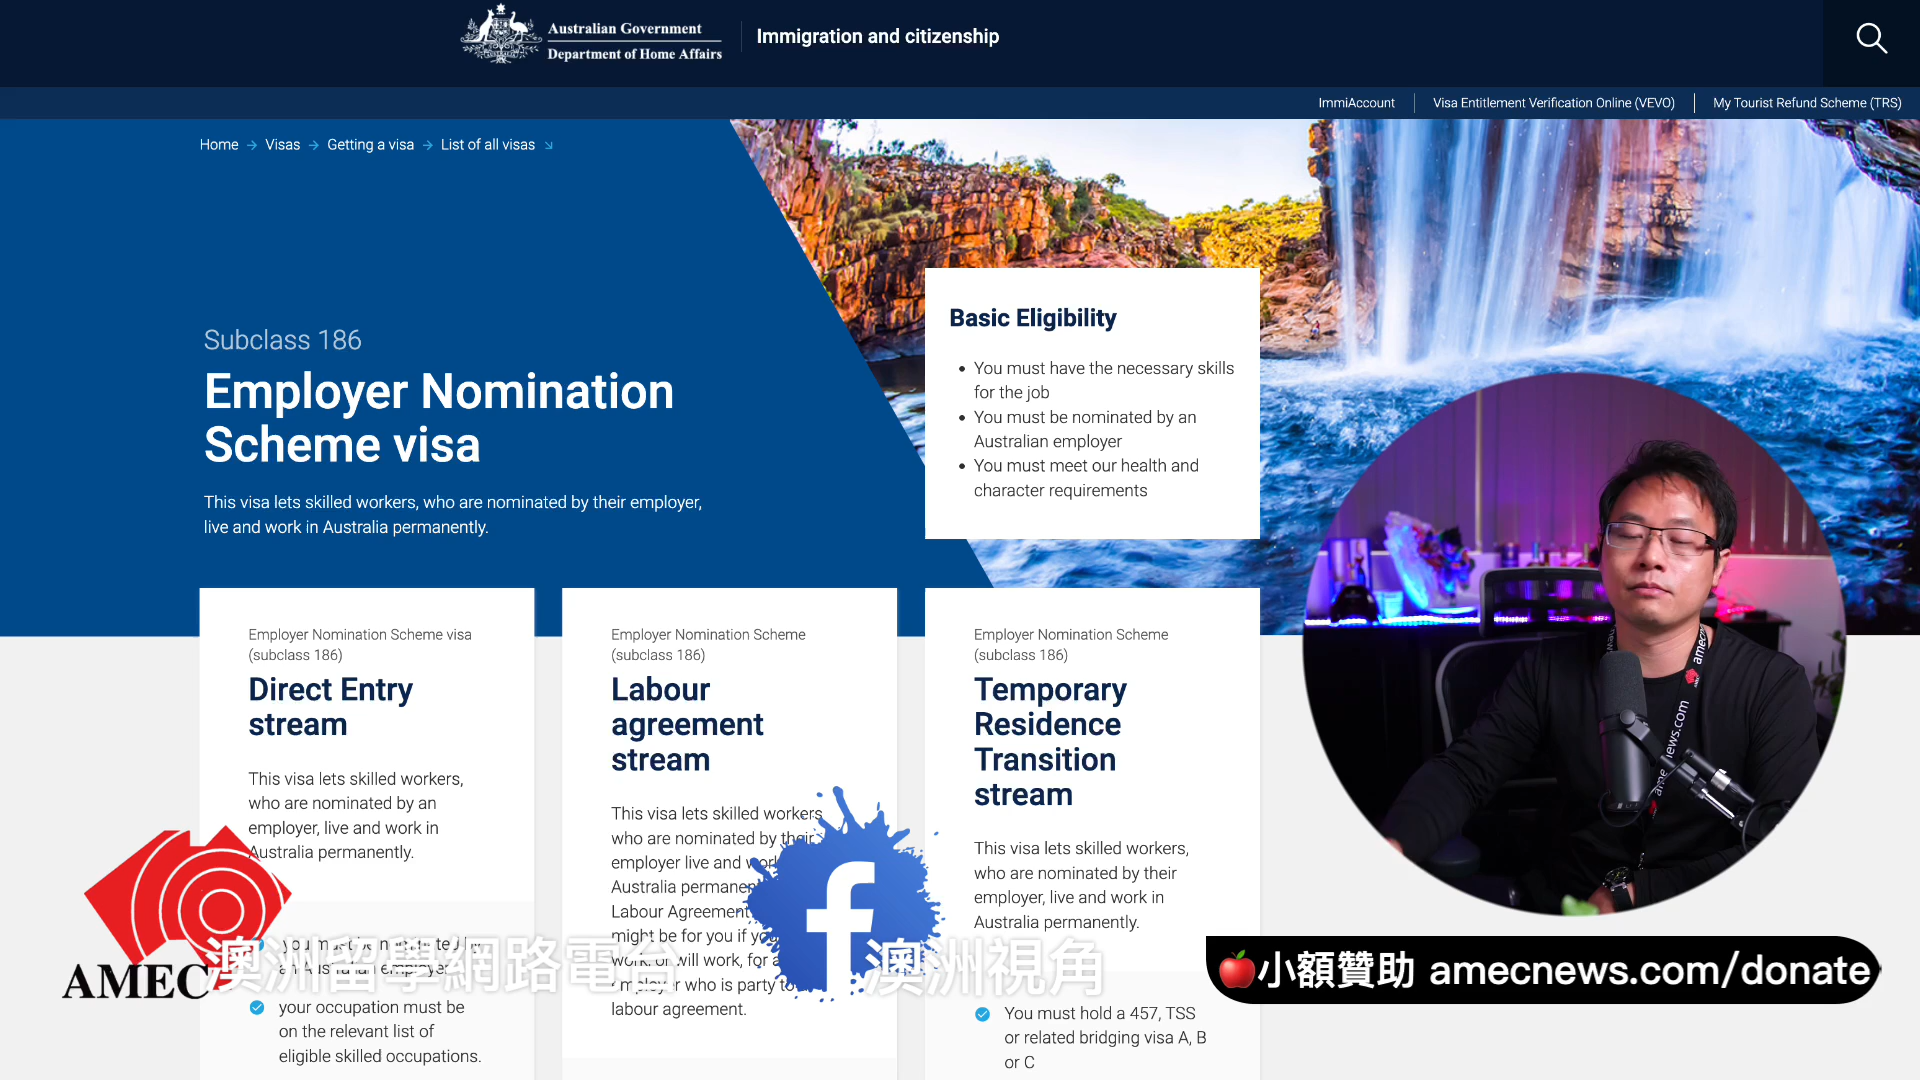 Australian Government
Department of Home Affairs
Immigration and citizenship
ImmiAccount
Visa Entitlement Verification Online (VEVO)
My Tourist Refund Scheme (TRS)
Home
Visas
Getting a visa
List of all visas
Subclass 186
Employer Nomination
Scheme visa
This visa lets skilled workers, who are nominated by their employer,
live and work in Australia permanently.
Basic Eligibility
You must have the necessary skills
for the job
You must be nominated by an
Australian employer
You must meet our health and
character requirements
Employer Nomination Scheme visa
(subclass 186)
Direct Entry
stream
This visa lets skilled workers,
who are nominated by an
employer, live and work in
Australia permanently.
you must be nominated by
an Australian employer
your occupation must be
on the relevant list of
eligible skilled occupations.
Employer Nomination Scheme
(subclass 186)
Labour
agreement
stream
This visa lets skilled workers
who are nominated by their
employer live and work
Australia permanen
Labour Agreement
might be for you if you
work, or will work, for a
employer who is party to
labour agreement.
Employer Nomination Scheme
(subclass 186)
Temporary
Residence
Transition
stream
This visa lets skilled workers,
who are nominated by their
employer, live and work in
Australia permanently.
You must hold a 457, TSS
or related bridging visa A, B
or C
AMEC
澳洲留學網路電台
f
澳洲視角
小額贊助 amecnews.com/donate